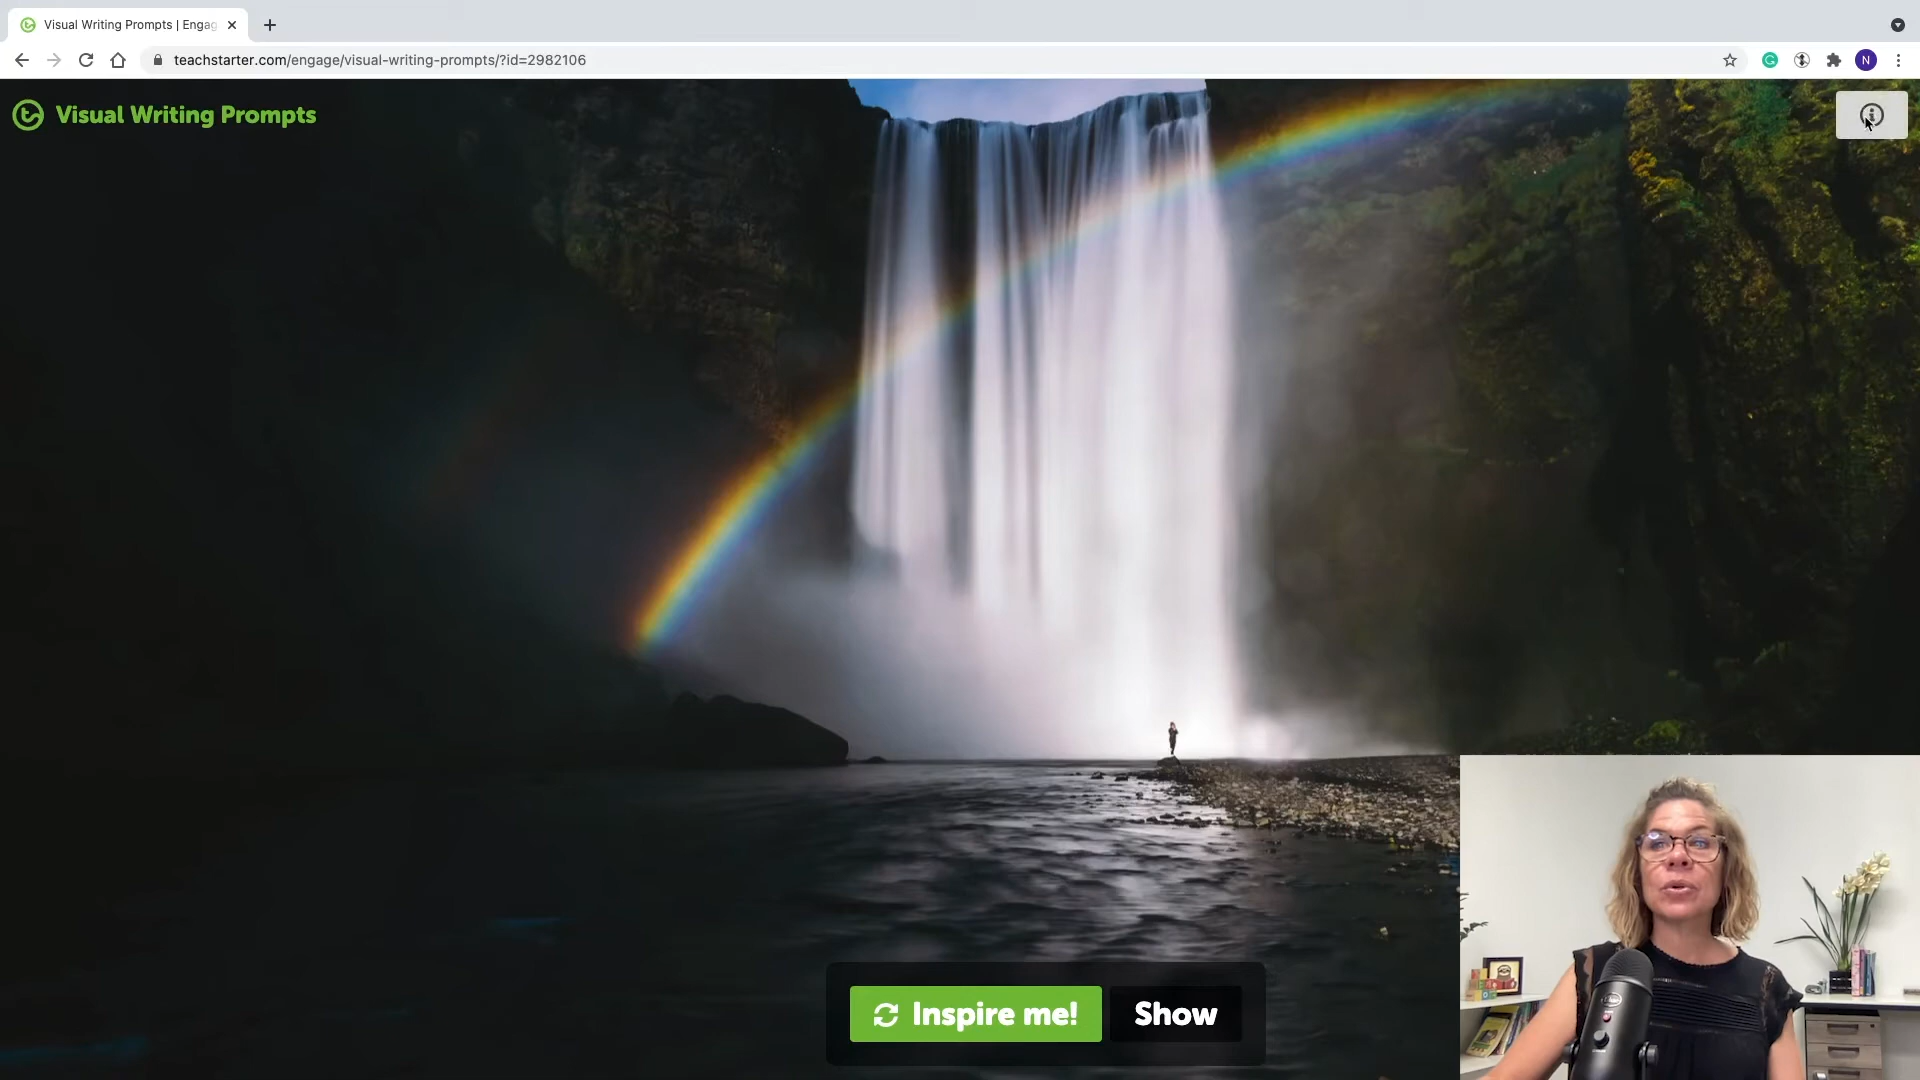 Visual Writing Prompts | Engag
teachstarter.com/engage/visual-writing-prompts/?id=2982106
N
Visual Writing Prompts
Inspire me!
Show